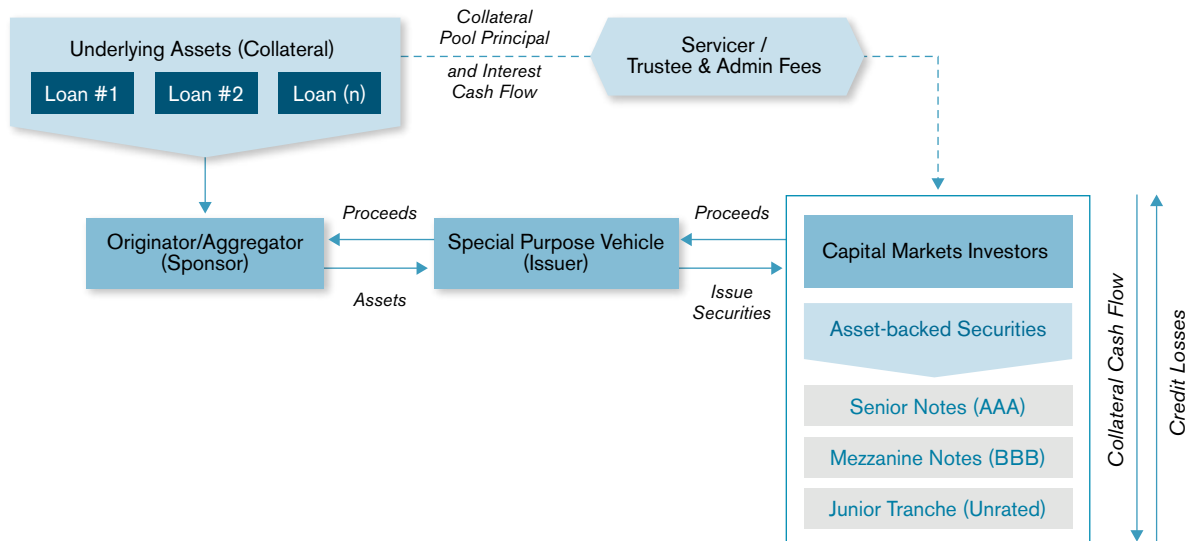 Underlying Assets (Collateral)
Loan #1
Loan #2
Loan (n)
Collateral
Pool Principal
and Interest
Cash Flow
Servicer /
Trustee & Admin Fees
Originator/Aggregator
(Sponsor)
Proceeds
Assets
Special Purpose Vehicle
(Issuer)
Proceeds
Issue
Securities
Capital Markets Investors
Asset-backed Securities
Senior Notes (AAA)
Mezzanine Notes (BBB)
Junior Tranche (Unrated)
Collateral Cash Flow
Credit Losses